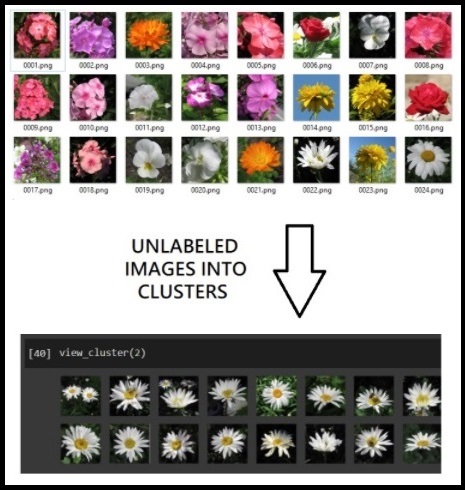 0001.png 0002.png 0003.png 0004.png 0005.png 0006.png 0007.png 0008.png
0009.png 0010.png 0011.png 0012.png 0013.png 0014.png 0015.png 0016.png
0017.png 0018.png 0019.png 0020.png 0021.png 0022.png 0023.png 0024.png
UNLABELED
IMAGES INTO
CLUSTERS
[40] view_cluster(2)